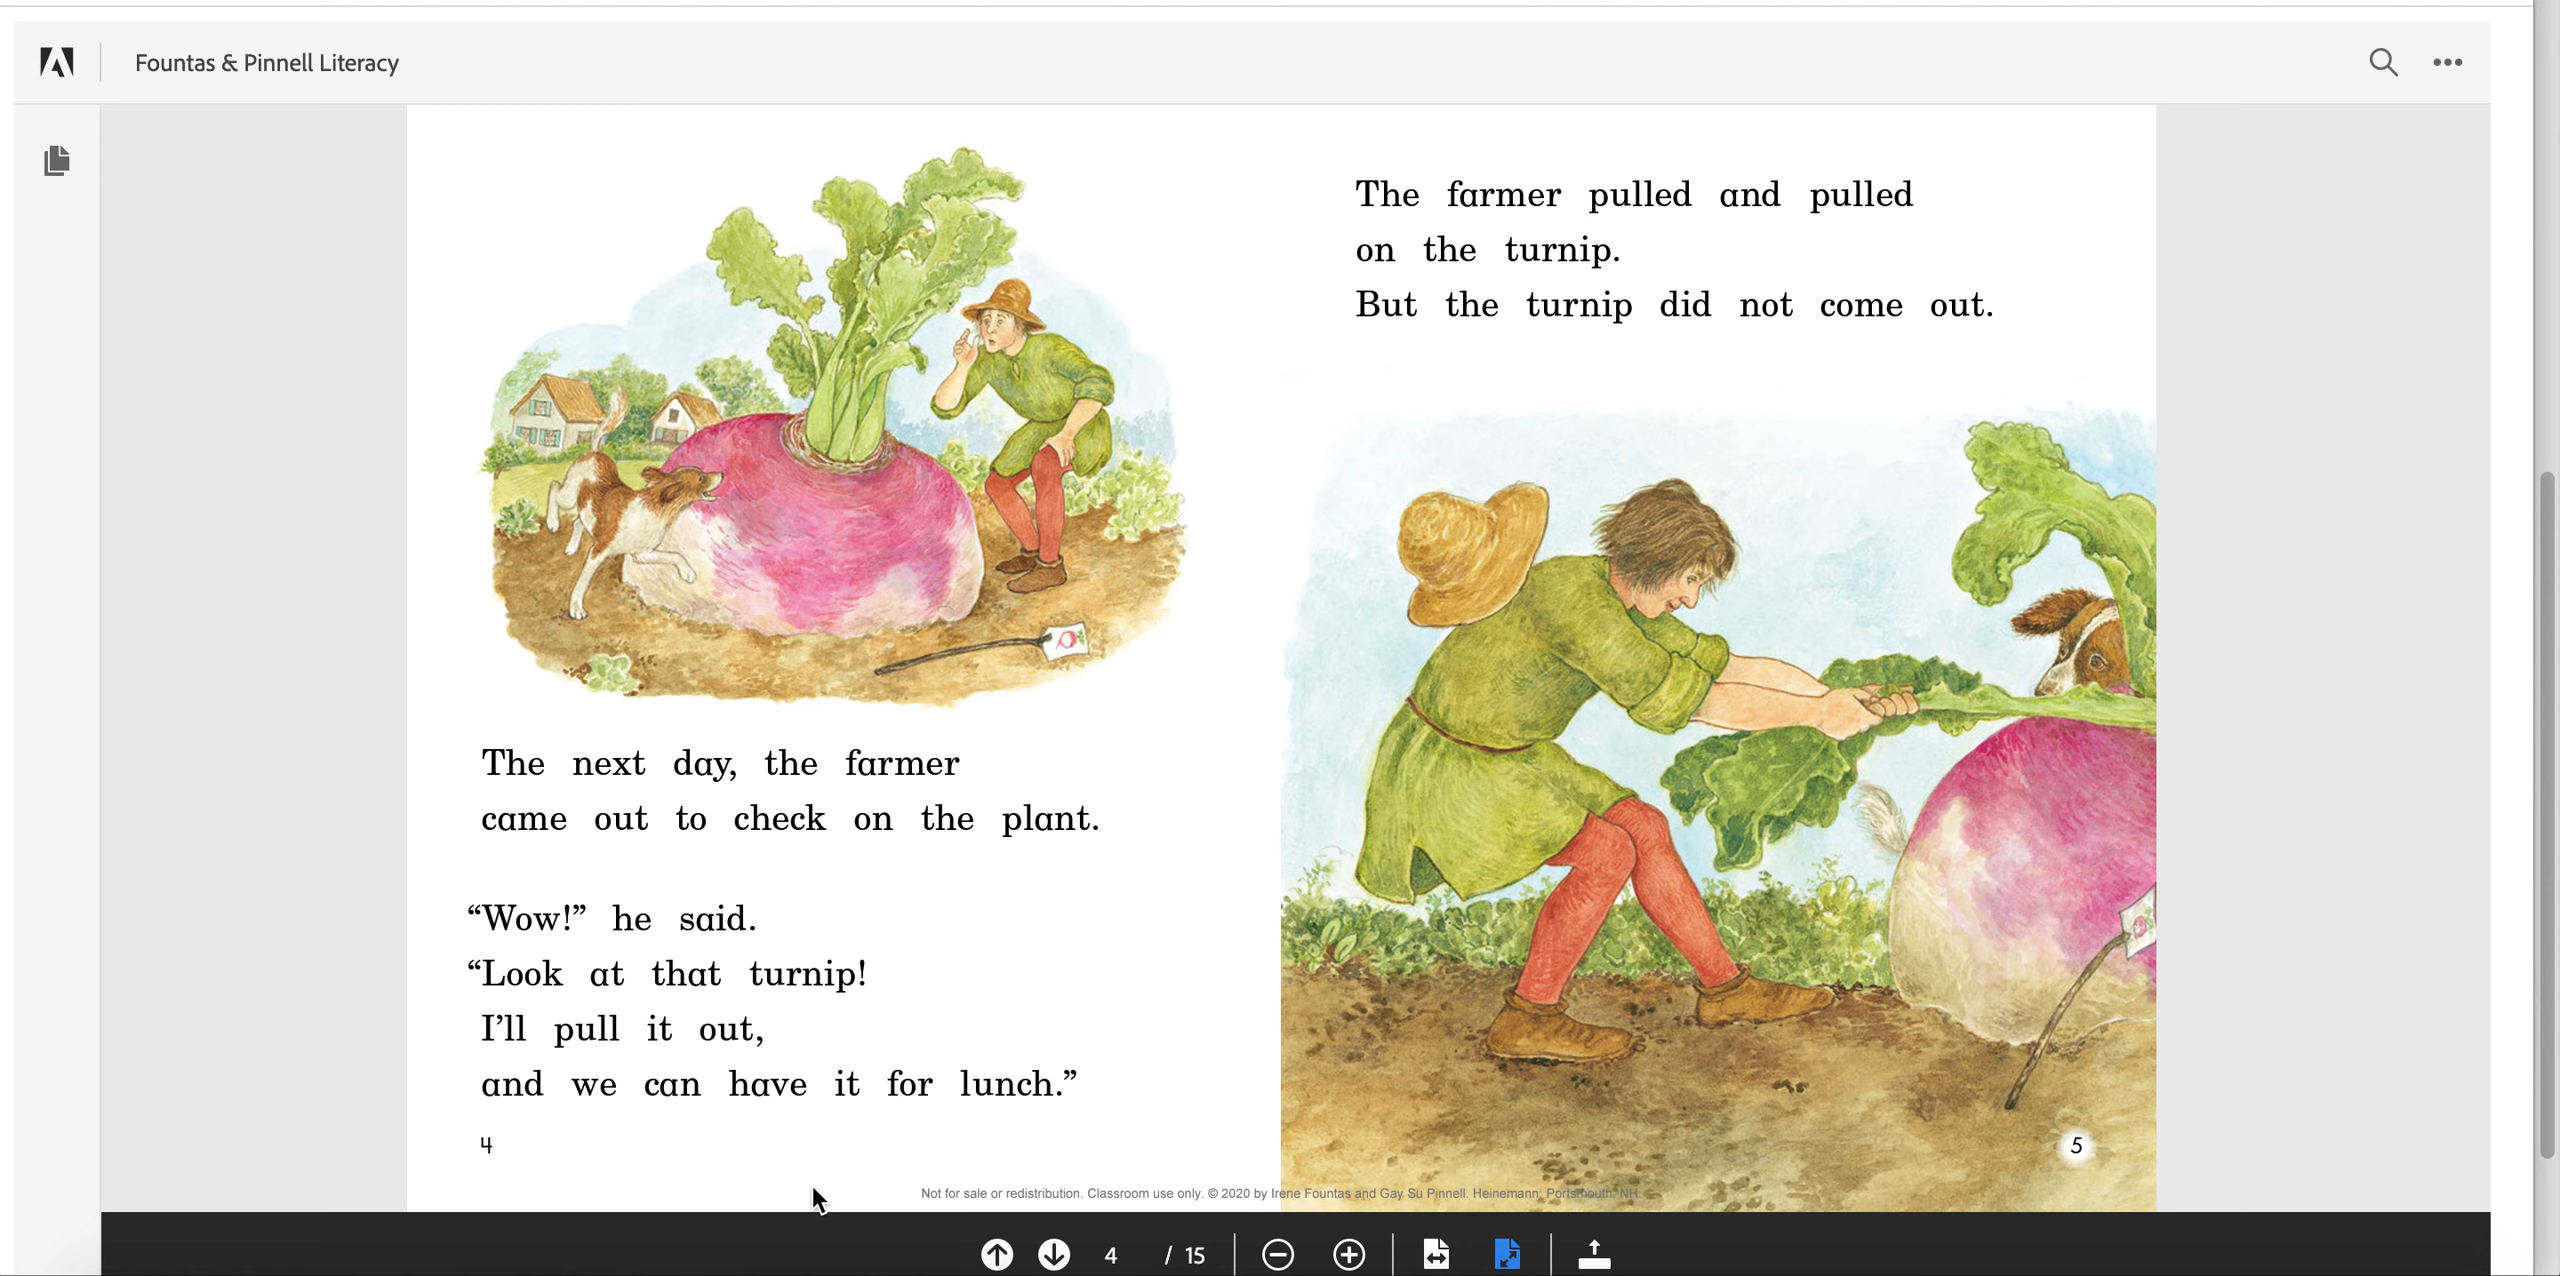 Fountas & Pinnell Literacy
The next day, the farmer
came out to check on the plant.
“Wow!” he said.
“Look at that turnip!
I’ll pull it out,
and we can have it for lunch.”
4
The farmer pulled and pulled
on the turnip.
But the turnip did not come out.
5
Not for sale or redistribution. Classroom use only. © 2020 by Irene Fountas and Gay Su Pinnell. Heinemann: Portsmouth, NH.
4 / 15